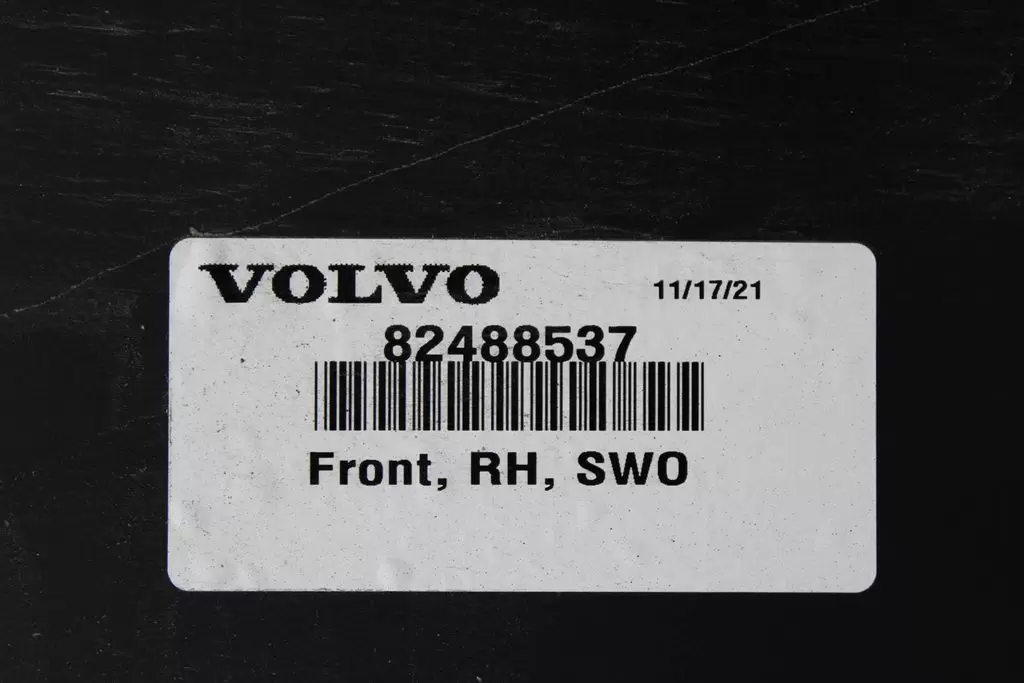 VOLVO 11/17/21
82488537
Front, RH, SWO